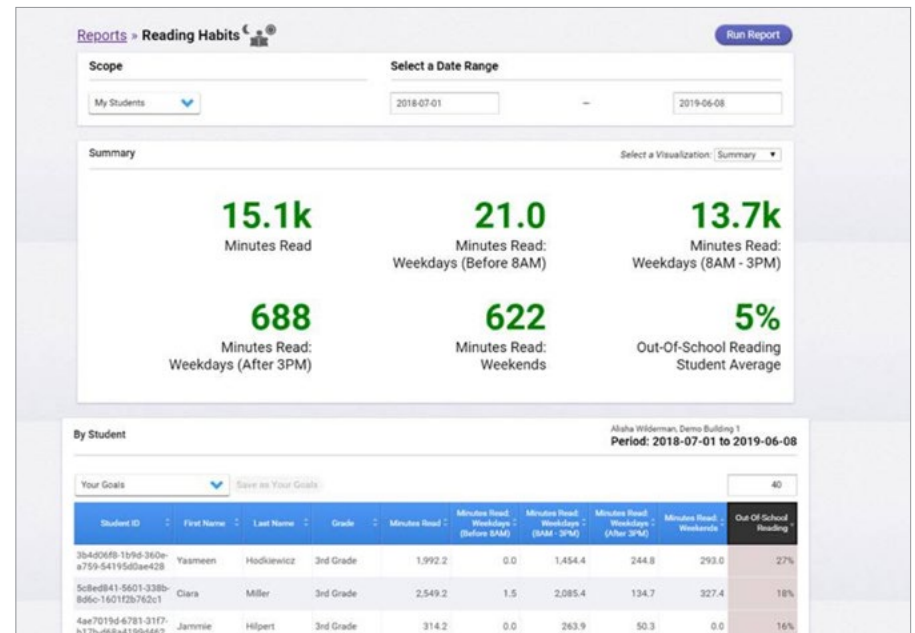 Reports » Reading Habits
Run Report
Scope
Select a Date Range
My Students
2018-07-01
–
2019-06-08
Summary
Select a Visualization: Summary
15.1k
Minutes Read
21.0
Minutes Read:
Weekdays (Before 8AM)
13.7k
Minutes Read:
Weekdays (8AM - 3PM)
688
Minutes Read:
Weekdays (After 3PM)
622
Minutes Read:
Weekends
5%
Out-Of-School Reading
Student Average
By Student
Alisha Wilderman, Demo Building 1
Period: 2018-07-01 to 2019-06-08
Your Goals
Save as Your Goals
40
Student ID
First Name
Last Name
Grade
Minutes Read
Minutes Read:
Weekdays
(Before 8AM)
Minutes Read:
Weekdays
(8AM - 3PM)
Minutes Read:
Weekdays
(After 3PM)
Minutes Read:
Weekends
Out-Of-School
Reading
3b4d06f8-1b9d-360e-
a759-54195d0ae428
Yasmeen
Hodkiewicz
3rd Grade
1,992.2
0.0
1,454.4
244.8
293.0
27%
5c8ed841-5601-338b-
8d6c-1601f2b762c1
Ciara
Miller
3rd Grade
2,549.2
1.5
2,085.4
134.7
327.4
18%
4ae7019d-6781-31f7-
Jammie
Hilpert
3rd Grade
314.2
0.0
263.9
50.3
0.0
16%